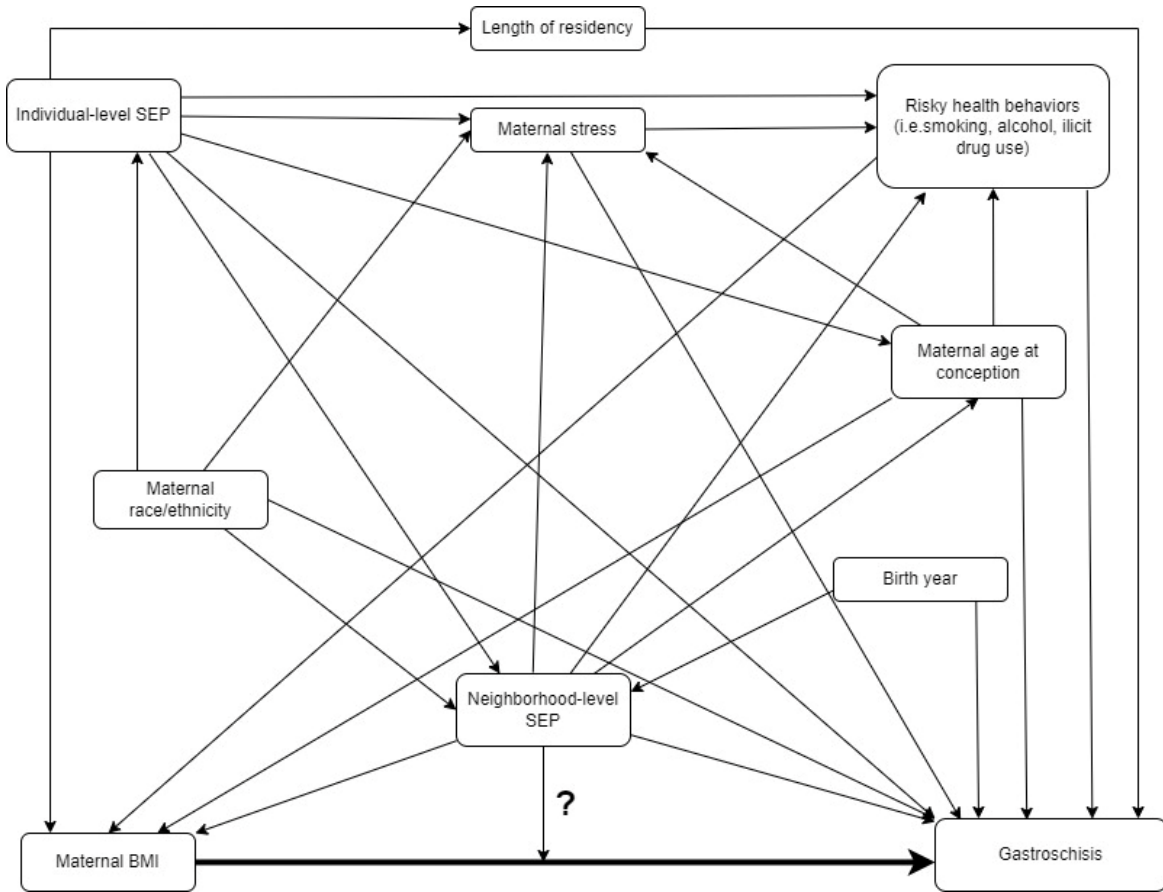 Length of residency
Individual-level SEP
Risky health behaviors
(i.e.smoking, alcohol, ilicit
drug use)
Maternal stress
Maternal age at
conception
Maternal
race/ethnicity
Birth year
Neighborhood-level
SEP
?
Maternal BMI
Gastroschisis